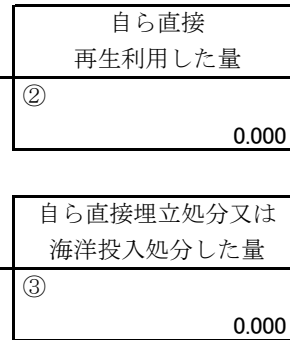 自ら直接
再生利用した量
②
0.000
自ら直接埋立処分又は
海洋投入処分した量
③
0.000